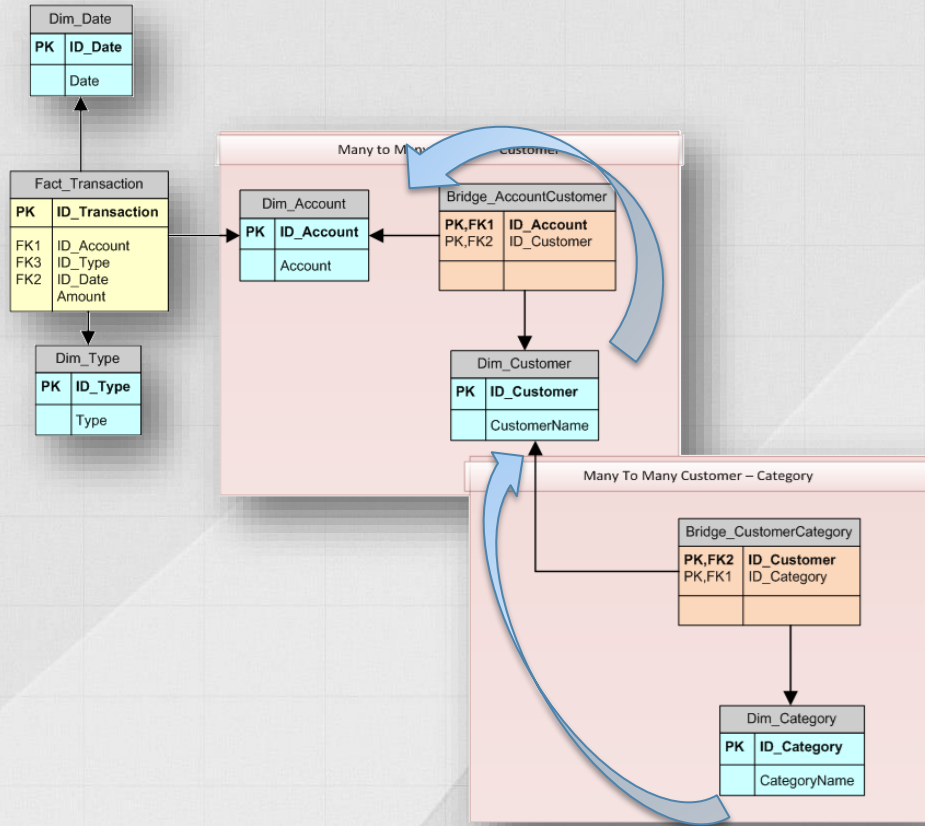 Dim_Date
PK ID_Date
Date
Fact_Transaction
PK ID_Transaction
FK1 ID_Account
FK3 ID_Type
FK2 ID_Date
Amount
Dim_Type
PK ID_Type
Type
Many to Customer
Dim_Account
PK ID_Account
Account
Bridge_AccountCustomer
PK,FK1 ID_Account
PK,FK2 ID_Customer
Dim_Customer
PK ID_Customer
CustomerName
Many To Many Customer – Category
Bridge_CustomerCategory
PK,FK2 ID_Customer
PK,FK1 ID_Category
Dim_Category
PK ID_Category
CategoryName